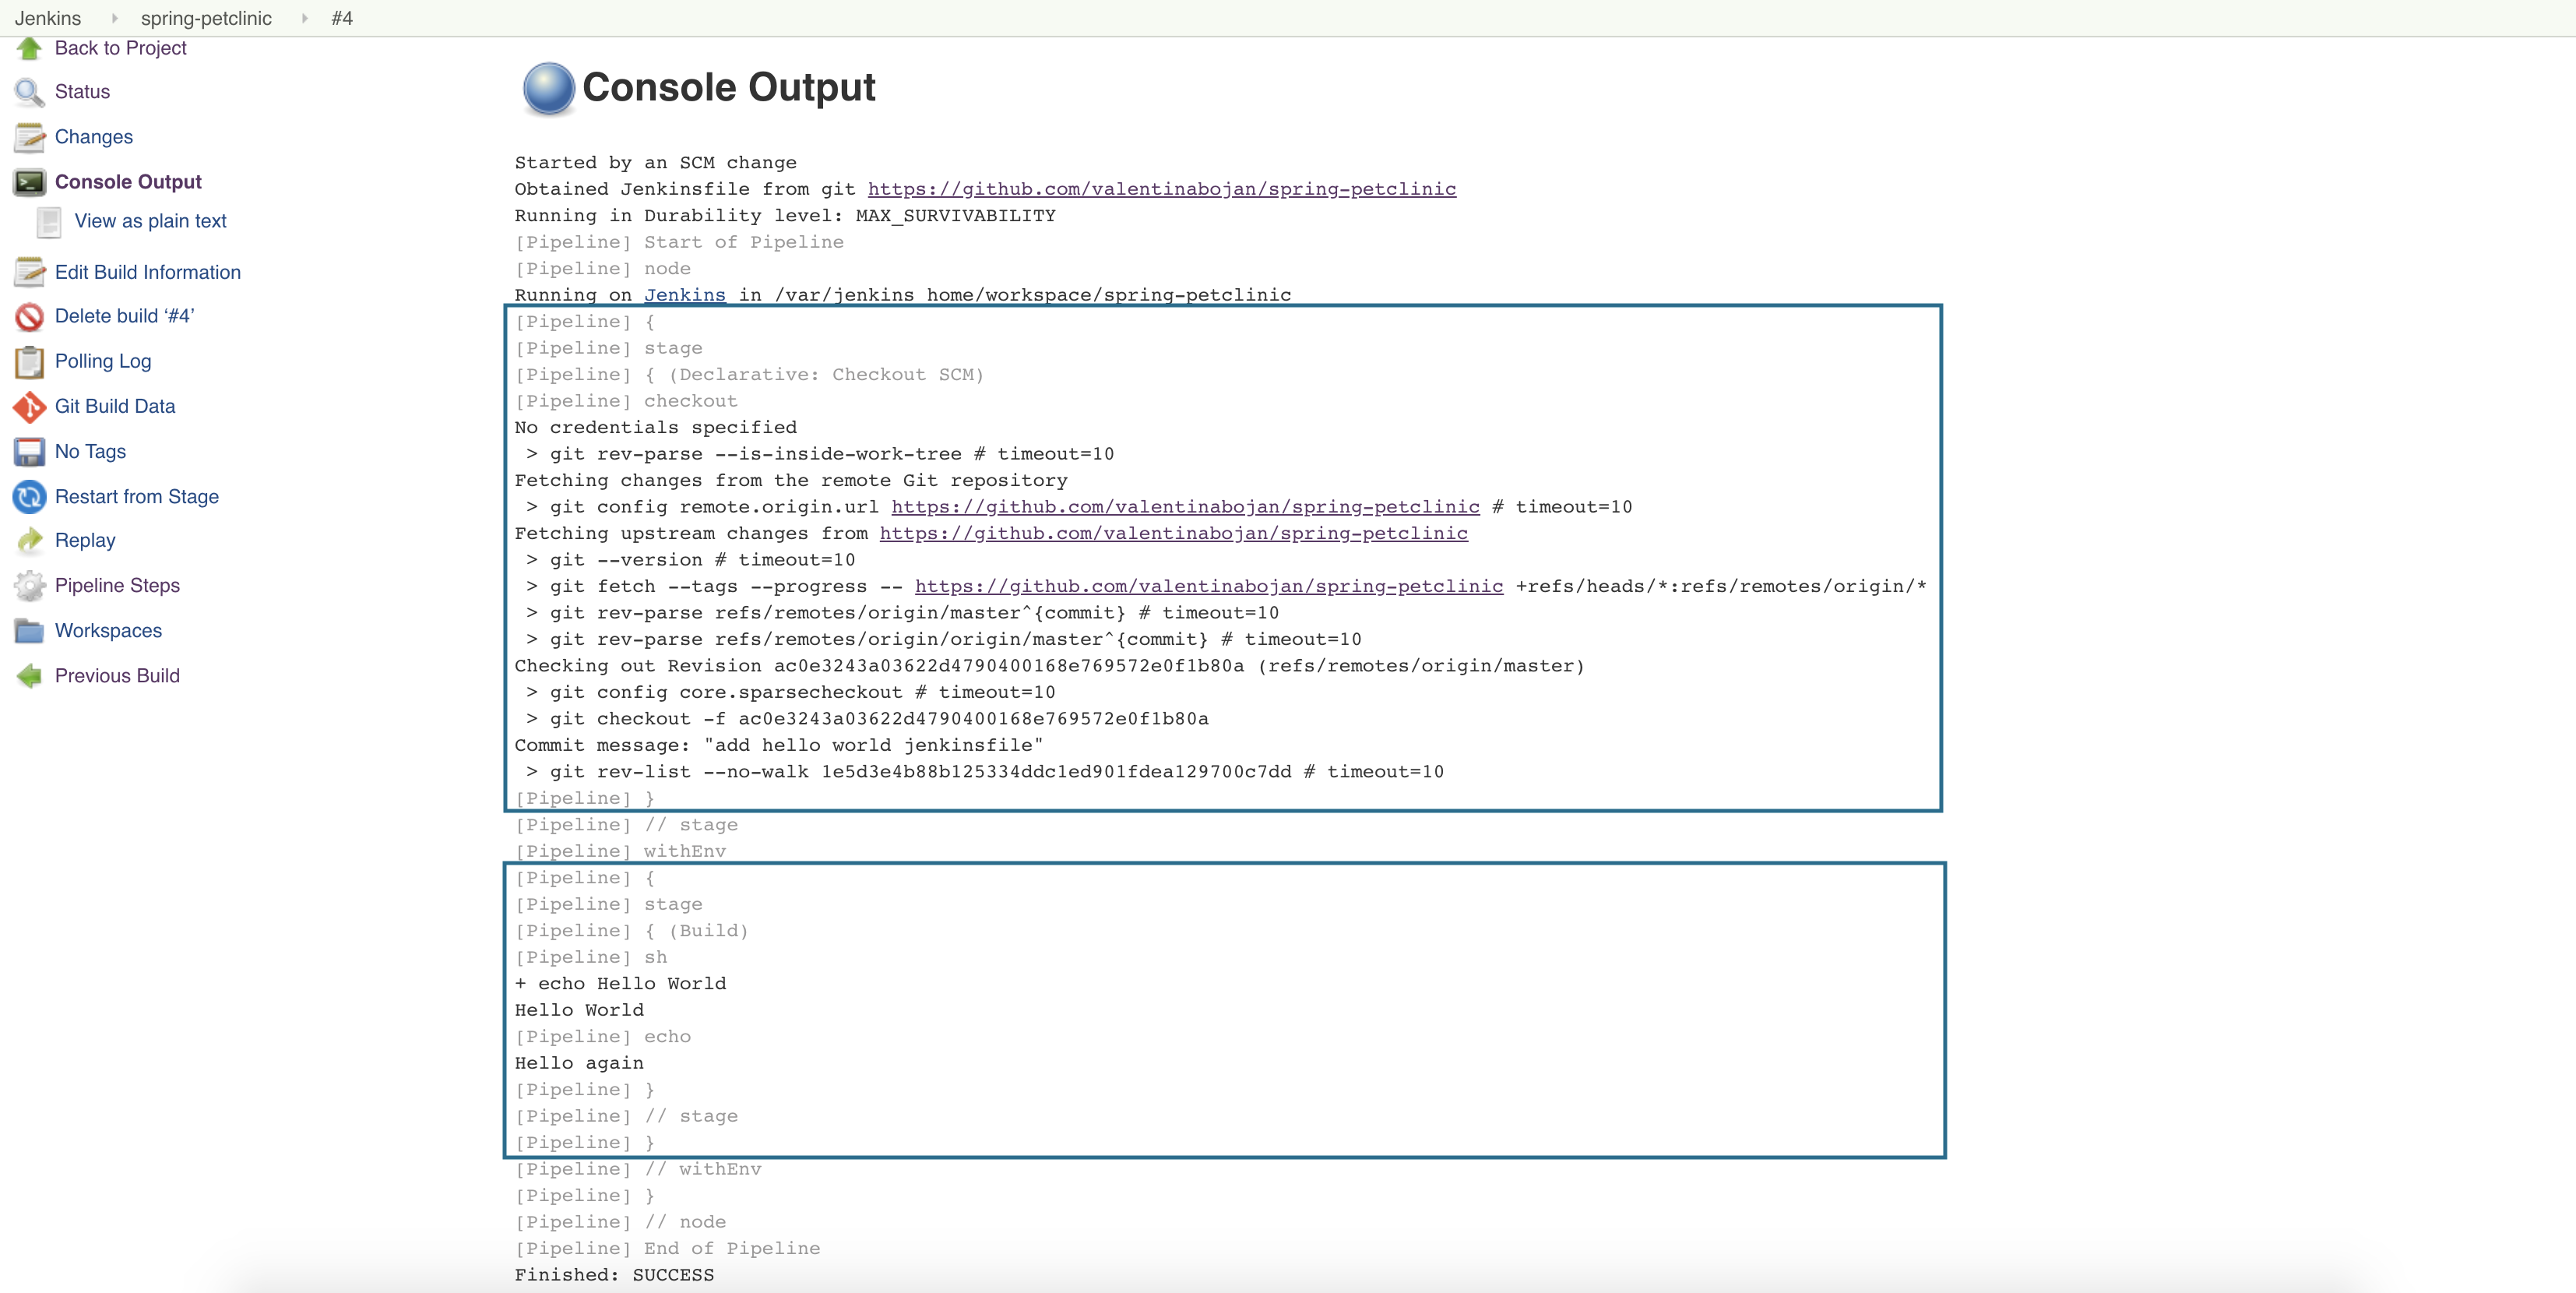 Jenkins spring-petclinic #4
Back to Project
Status
Changes
Console Output
View as plain text
Edit Build Information
Delete build ‘#4’
Polling Log
Git Build Data
No Tags
Restart from Stage
Replay
Pipeline Steps
Workspaces
Previous Build
Console Output
Started by an SCM change
Obtained Jenkinsfile from git https://github.com/valentinabojan/spring-petclinic
Running in Durability level: MAX_SURVIVABILITY
[Pipeline] Start of Pipeline
[Pipeline] node
Running on Jenkins in /var/jenkins home/workspace/spring-petclinic
[Pipeline] {
[Pipeline] stage
[Pipeline] { (Declarative: Checkout SCM)
[Pipeline] checkout
No credentials specified
 > git rev-parse --is-inside-work-tree # timeout=10
Fetching changes from the remote Git repository
 > git config remote.origin.url https://github.com/valentinabojan/spring-petclinic # timeout=10
Fetching upstream changes from https://github.com/valentinabojan/spring-petclinic
 > git --version # timeout=10
 > git fetch --tags --progress -- https://github.com/valentinabojan/spring-petclinic +refs/heads/*:refs/remotes/origin/*
 > git rev-parse refs/remotes/origin/master^{commit} # timeout=10
 > git rev-parse refs/remotes/origin/origin/master^{commit} # timeout=10
Checking out Revision ac0e3243a03622d4790400168e769572e0f1b80a (refs/remotes/origin/master)
 > git config core.sparsecheckout # timeout=10
 > git checkout -f ac0e3243a03622d4790400168e769572e0f1b80a
Commit message: "add hello world jenkinsfile"
 > git rev-list --no-walk 1e5d3e4b88b125334ddc1ed901fdea129700c7dd # timeout=10
[Pipeline] }
[Pipeline] // stage
[Pipeline] withEnv
[Pipeline] {
[Pipeline] stage
[Pipeline] { (Build)
[Pipeline] sh
+ echo Hello World
Hello World
[Pipeline] echo
Hello again
[Pipeline] }
[Pipeline] // stage
[Pipeline] }
[Pipeline] // withEnv
[Pipeline] }
[Pipeline] // node
[Pipeline] End of Pipeline
Finished: SUCCESS